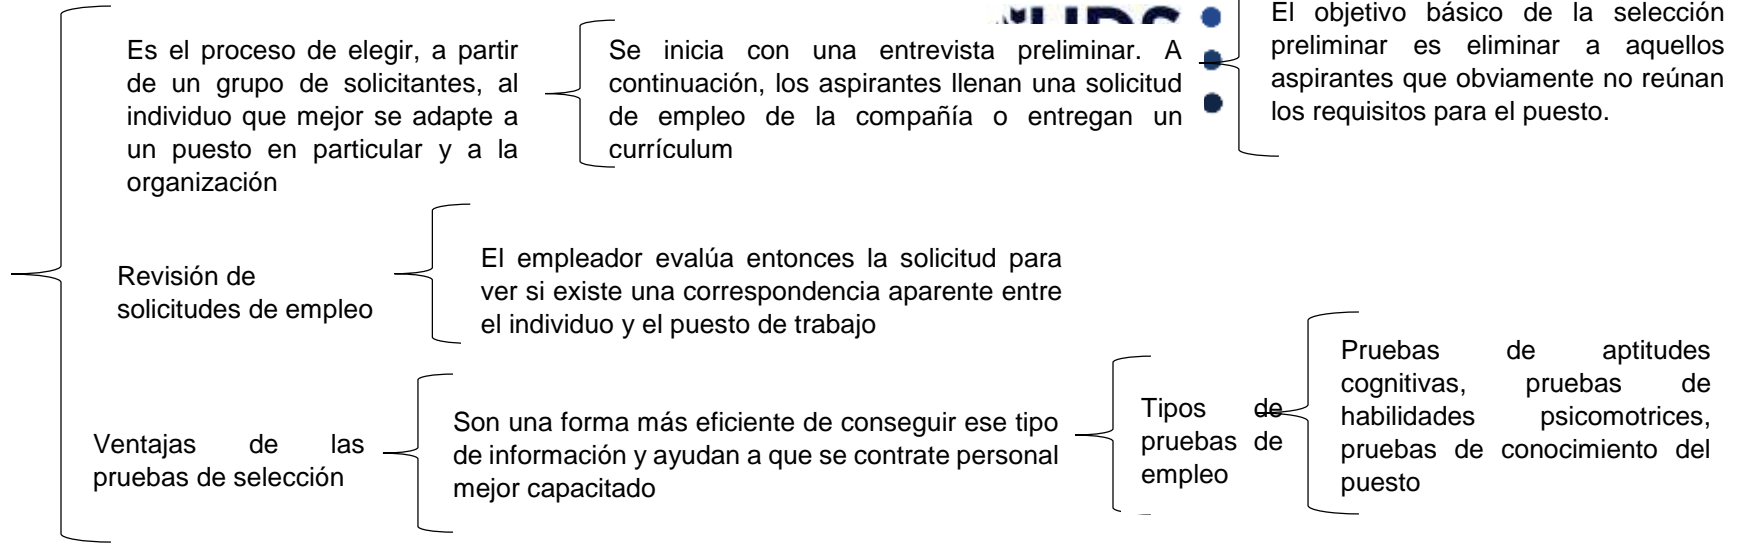 Es el proceso de elegir, a partir
de un grupo de solicitantes, al
individuo que mejor se adapte a
un puesto en particular y a la
organización
Se inicia con una entrevista preliminar. A
continuación, los aspirantes llenan una solicitud
de empleo de la compañía o entregan un
currículum
El objetivo básico de la selección
preliminar es eliminar a aquellos
aspirantes que obviamente no reúnan
los requisitos para el puesto.
Revisión de
solicitudes de empleo
El empleador evalúa entonces la solicitud para
ver si existe una correspondencia aparente entre
el individuo y el puesto de trabajo
Ventajas de las
pruebas de selección
Son una forma más eficiente de conseguir ese tipo
de información y ayudan a que se contrate personal
mejor capacitado
Tipos de
pruebas de
empleo
Pruebas de aptitudes
cognitivas, pruebas de
habilidades psicomotrices,
pruebas de conocimiento del
puesto